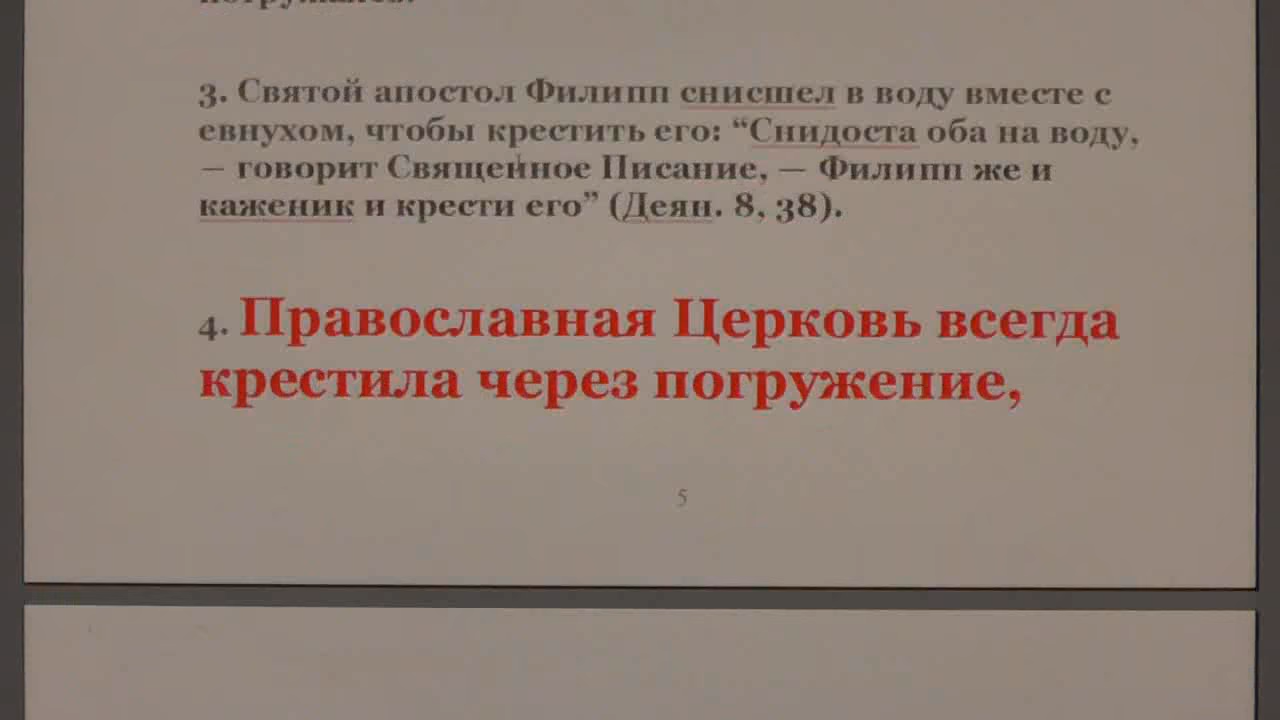 3. Святой апостол Филипп снисшел в воду вместе с
евнухом, чтобы крестить его: “Снидоста оба на воду,
— говорит Священное Писание, — Филипп же и
каженик и крести его” (Деян. 8, 38).
4. Православная Церковь всегда
крестила через погружение,
5